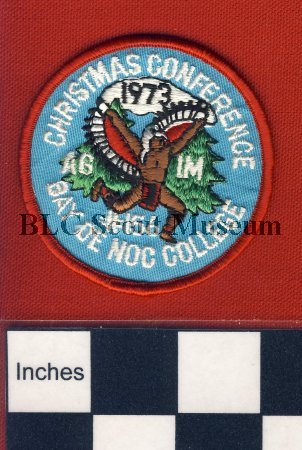 CHRISTMAS CONFERENCE
1973
AG IM
BAY DE NOC COLLEGE
BLC Scout Museum
Inches